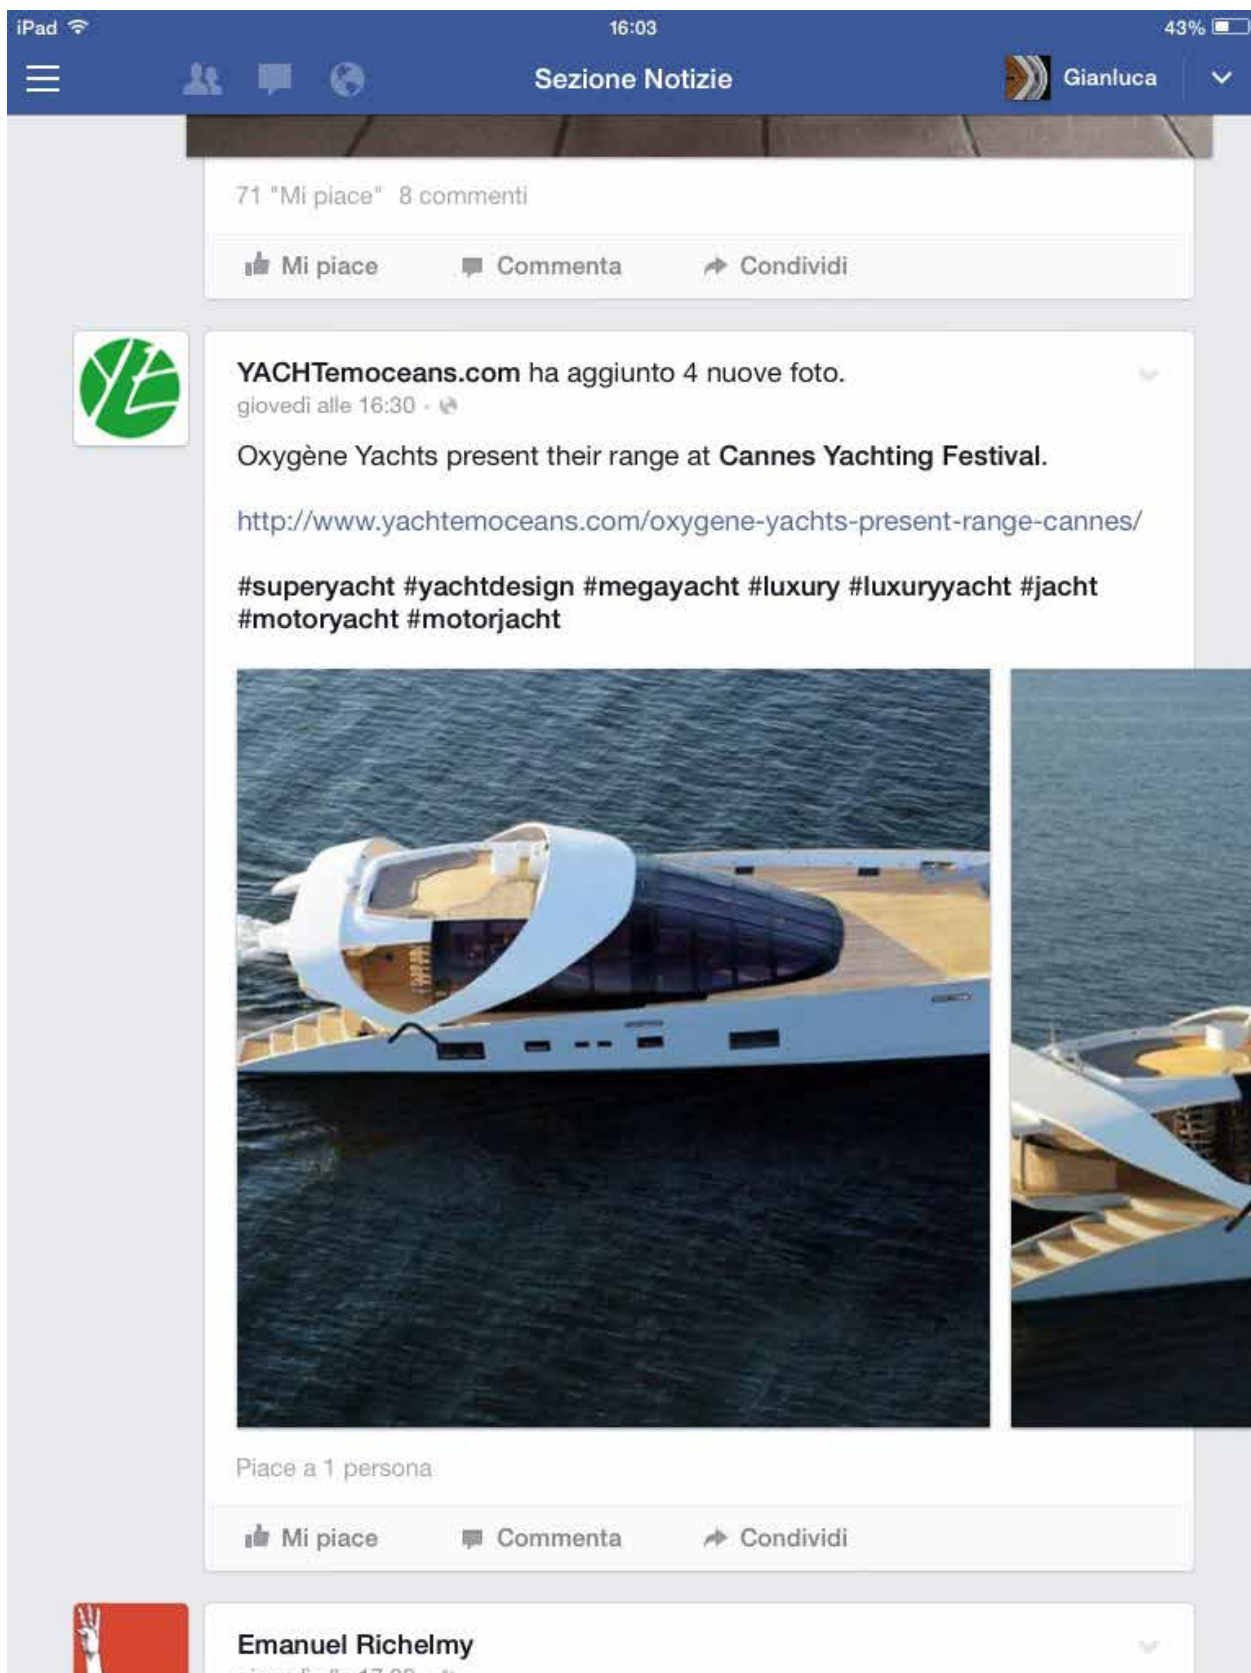 iPad 16:03 43%
Sezione Notizie Gianluca
71 "Mi piace" 8 commenti
Mi piace Commenta Condividi
YACHTemoceans.com ha aggiunto 4 nuove foto.
giovedì alle 16:30 ·
Oxygène Yachts present their range at Cannes Yachting Festival.
http://www.yachtemoceans.com/oxygene-yachts-present-range-cannes/
#superyacht #yachtdesign #megayacht #luxury #luxuryyacht #jacht
#motoryacht #motorjacht
Piace a 1 persona
Mi piace Commenta Condividi
Emanuel Richelmy